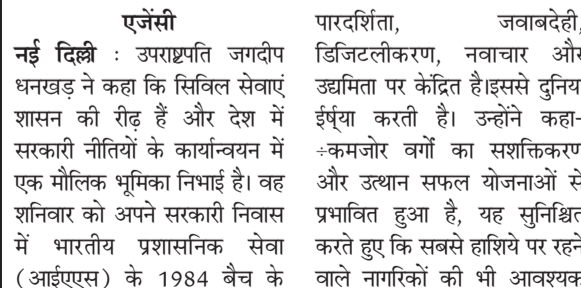 एजेंसी
नई दिल्ली : उपराष्ट्रपति जगदीप
धनखड़ ने कहा कि सिविल सेवाएं
शासन की रीढ़ हैं और देश में
सरकारी नीतियों के कार्यान्वयन में
एक मौलिक भूमिका निभाई है। वह
शनिवार को अपने सरकारी निवास
में भारतीय प्रशासनिक सेवा
(आईएएस) के 1984 बैच के
पारदर्शिता, जवाबदेही,
डिजिटलीकरण, नवाचार और
उद्यमिता पर केंद्रित है।इससे दुनिय
ईर्ष्या करती है। उन्होंने कहा-
÷कमजोर वर्गों का सशक्तिकरण
और उत्थान सफल योजनाओं से
प्रभावित हुआ है, यह सुनिश्चित
करते हुए कि सबसे हाशिये पर रहने
वाले नागरिकों की भी आवश्यक